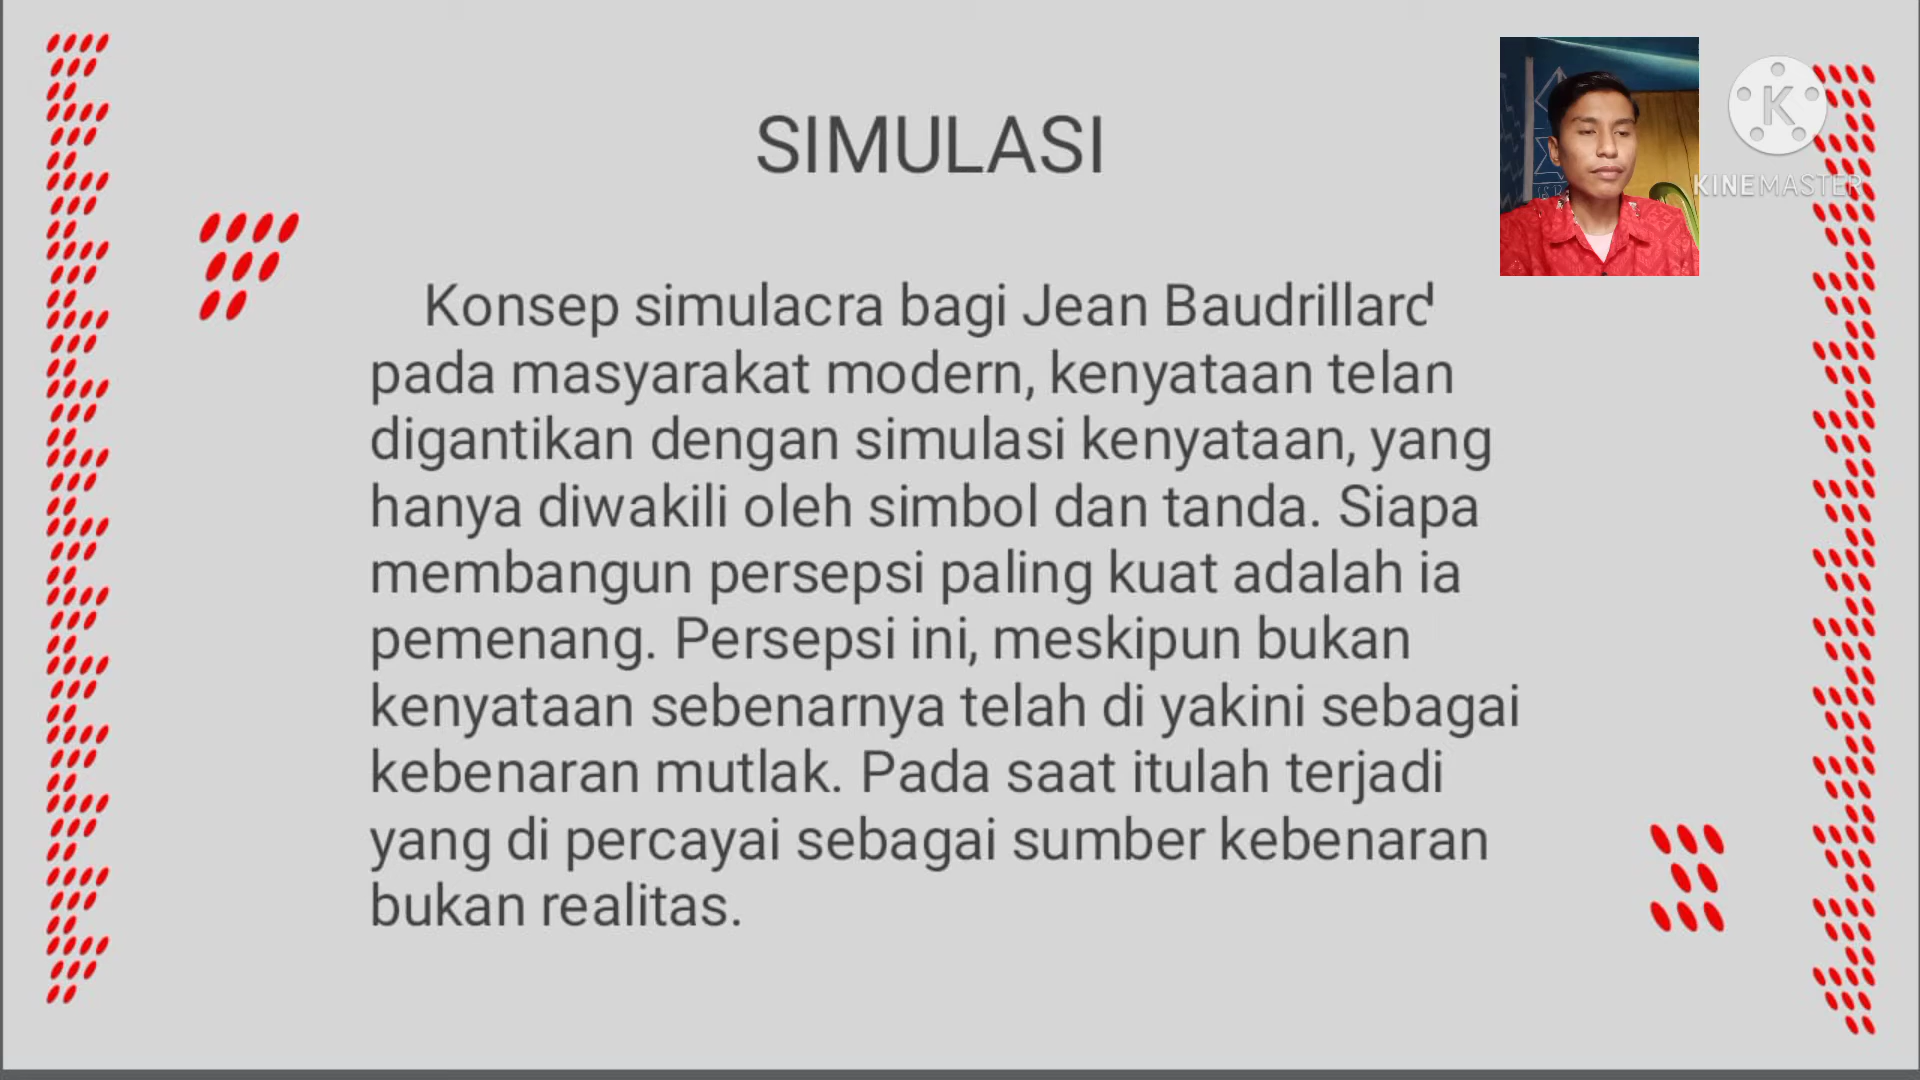 SIMULASI
K
KINEMASTER
Konsep simulacra bagi Jean Baudrillard
pada masyarakat modern, kenyataan telan
digantikan dengan simulasi kenyataan, yang
hanya diwakili oleh simbol dan tanda. Siapa
membangun persepsi paling kuat adalah ia
pemenang. Persepsi ini, meskipun bukan
kenyataan sebenarnya telah di yakini sebagai
kebenaran mutlak. Pada saat itulah terjadi
yang di percayai sebagai sumber kebenaran
bukan realitas.